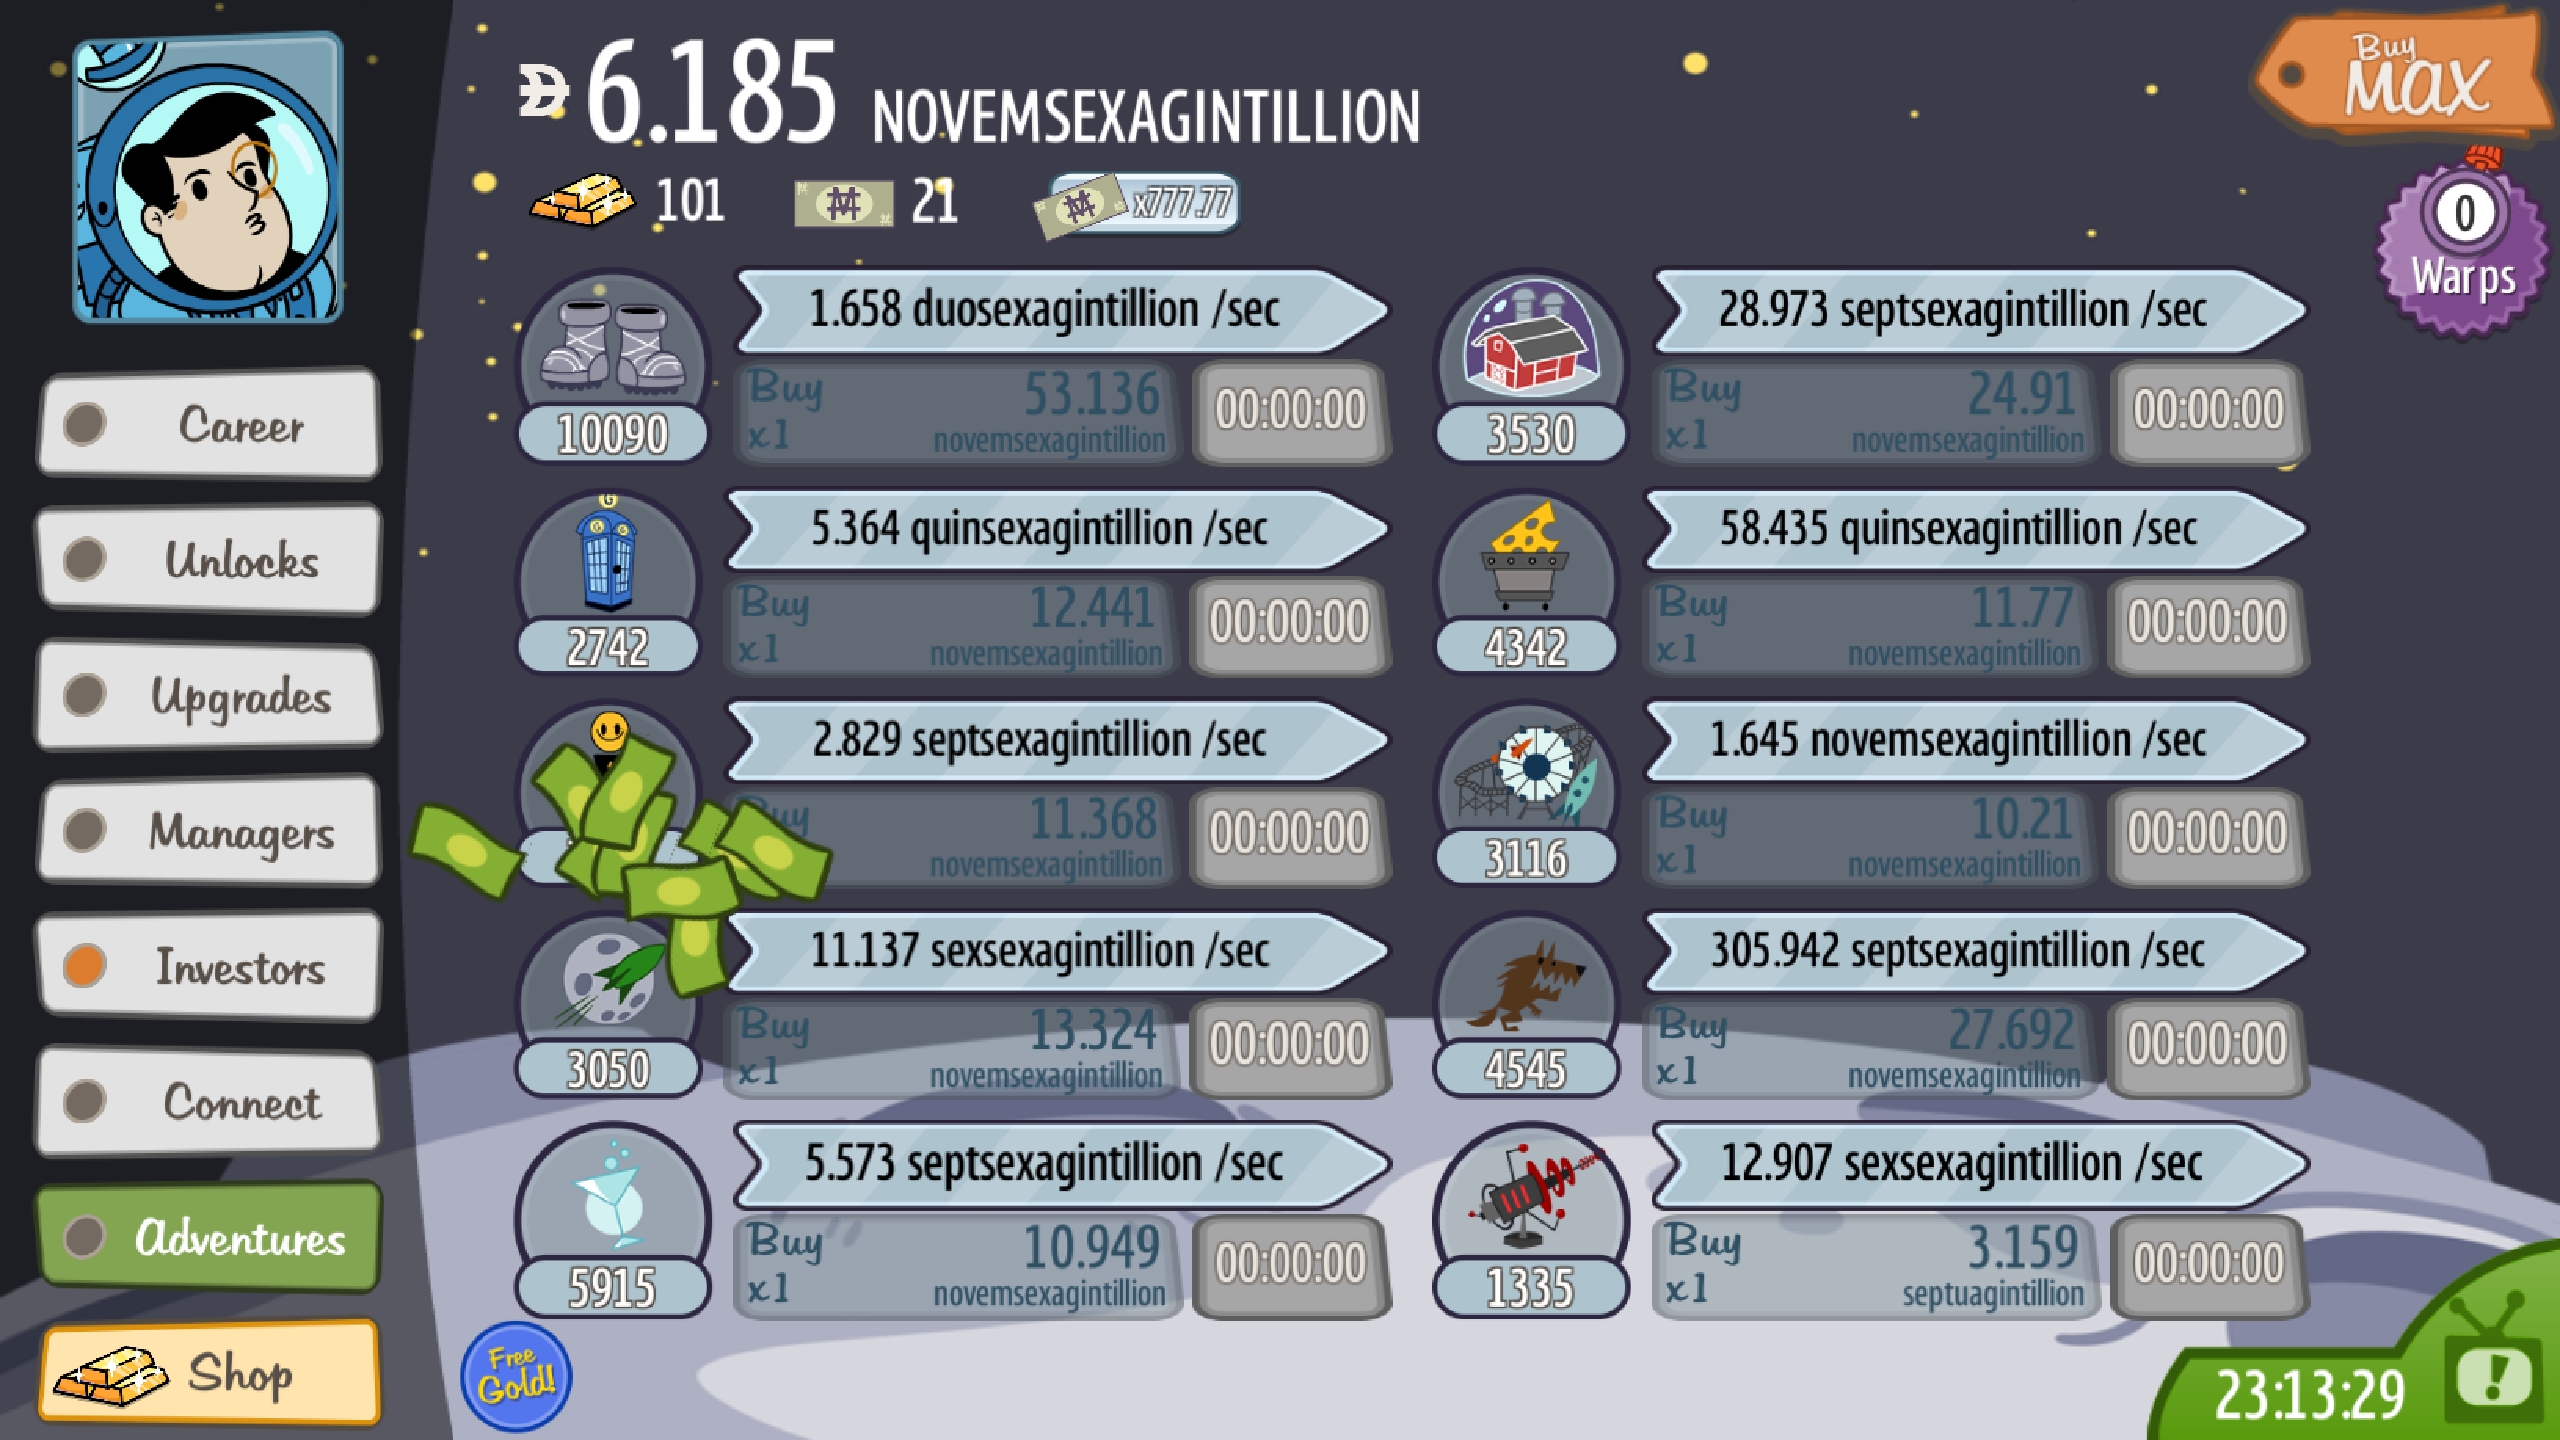 6.185 NOVEMSEXAGINTILLION
Buy
MAX
101
21
x777.77
0
Warps
Career
Unlocks
Upgrades
Managers
Investors
Connect
Adventures
Shop
1.658 duosexagintillion /sec
Buy 53.136
x1 novemsexagintillion
00:00:00
10090
28.973 septsexagintillion /sec
Buy 24.91
x1 novemsexagintillion
00:00:00
3530
5.364 quinsexagintillion /sec
Buy 12.441
x1 novemsexagintillion
00:00:00
2742
58.435 quinsexagintillion /sec
Buy 11.77
x1 novemsexagintillion
00:00:00
4342
2.829 septsexagintillion /sec
Buy 11.368
novemsexagintillion
00:00:00
1.645 novemsexagintillion /sec
Buy 10.21
x1 novemsexagintillion
00:00:00
3116
11.137 sexsexagintillion /sec
Buy 13.324
x1 novemsexagintillion
00:00:00
3050
305.942 septsexagintillion /sec
Buy 27.692
x1 novemsexagintillion
00:00:00
4545
5.573 septsexagintillion /sec
Buy 10.949
x1 novemsexagintillion
00:00:00
5915
12.907 sexsexagintillion /sec
Buy 3.159
x1 septuagintillion
00:00:00
1335
Free
Gold!
23:13:29